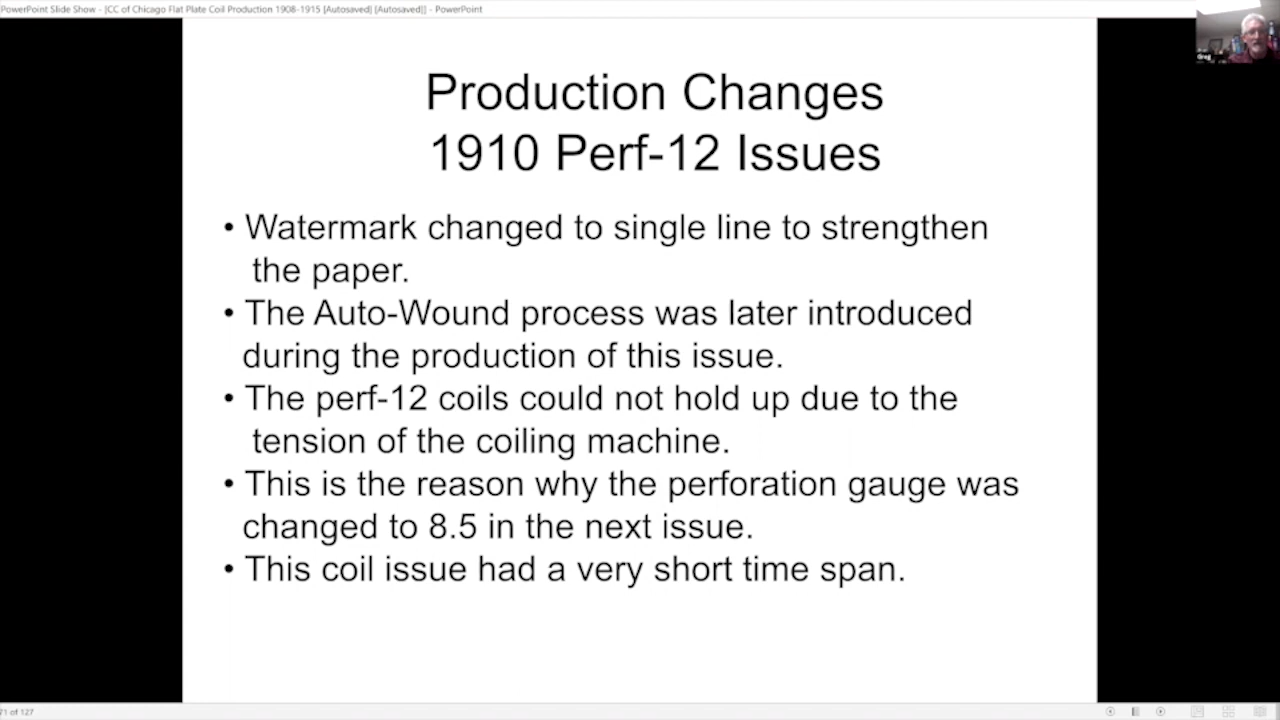 PowerPoint Slide Show - [CC of Chicago Flat Plate Coil Production 1908-1915 [Autosaved] [Autosaved]] - PowerPoint
Greg
Production Changes
1910 Perf-12 Issues
• Watermark changed to single line to strengthen
the paper.
• The Auto-Wound process was later introduced
during the production of this issue.
• The perf-12 coils could not hold up due to the
tension of the coiling machine.
• This is the reason why the perforation gauge was
changed to 8.5 in the next issue.
• This coil issue had a very short time span.
71 of 127